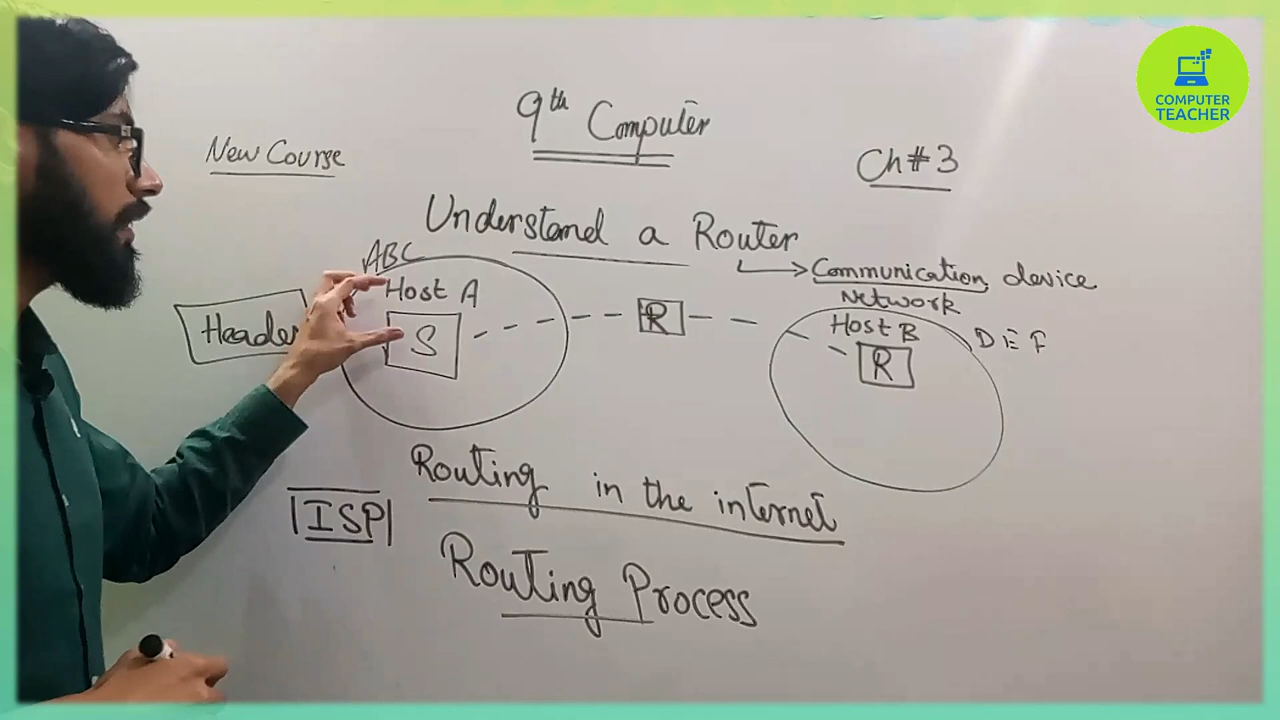 COMPUTER
TEACHER
9th Computer
New Course
Ch#3
Understand a Router
Communication device
Network
ABC
Host A
Header
S
R
Host B
R
DEF
Routing in the internet
ISP
Routing Process